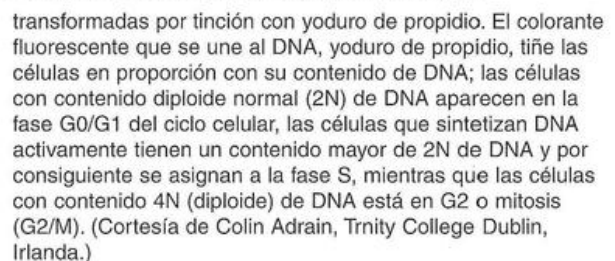 transformadas por tinción con yoduro de propidio. El colorante
fluorescente que se une al DNA, yoduro de propidio, tiñe las
células en proporción con su contenido de DNA; las células
con contenido diploide normal (2N) de DNA aparecen en la
fase G0/G1 del ciclo celular, las células que sintetizan DNA
activamente tienen un contenido mayor de 2N de DNA y por
consiguiente se asignan a la fase S, mientras que las células
con contenido 4N (diploide) de DNA está en G2 o mitosis
(G2/M). (Cortesía de Colin Adrain, Trnity College Dublin,
Irlanda.)